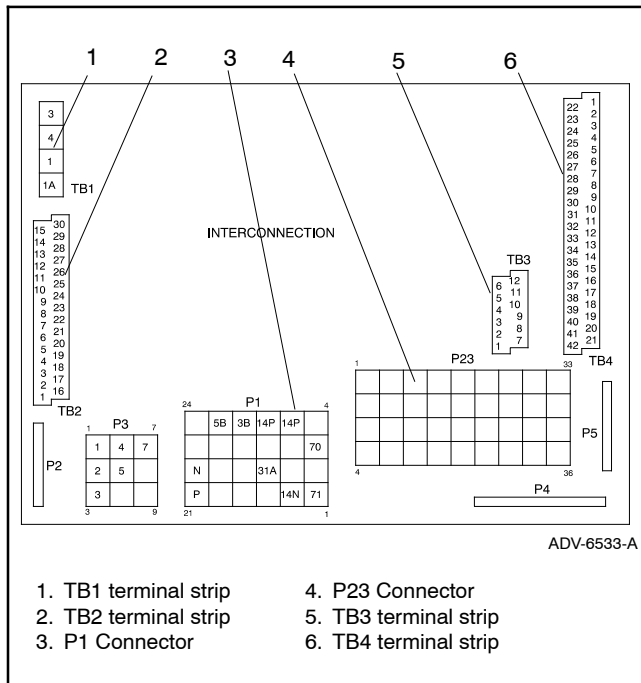 1 2 3 4 5 6
3
4
1
1A
TB1
INTERCONNECTION
15 30
14 29
13 28
12 27
11 26
10 25
9 24
8 23
7 22
6 21
5 20
4 19
3 18
2 17
1 16
TB2
22 1
23 2
24 3
25 4
26 5
27 6
28 7
29 8
30 9
31 10
32 11
33 12
34 13
35 14
36 15
37 16
38 17
39 18
40 19
41 20
42 21
TB4
TB3
6 12
5 11
4 10
3 9
2 8
1 7
P2
P3
1 7
1 4 7
2 5
3
3 9
P1
24 4
5B 3B 14P 14P
70
N 31A
P 14N 71
21 1
P23
1 33
4 36
P5
P4
ADV-6533-A
1. TB1 terminal strip
2. TB2 terminal strip
3. P1 Connector
4. P23 Connector
5. TB3 terminal strip
6. TB4 terminal strip